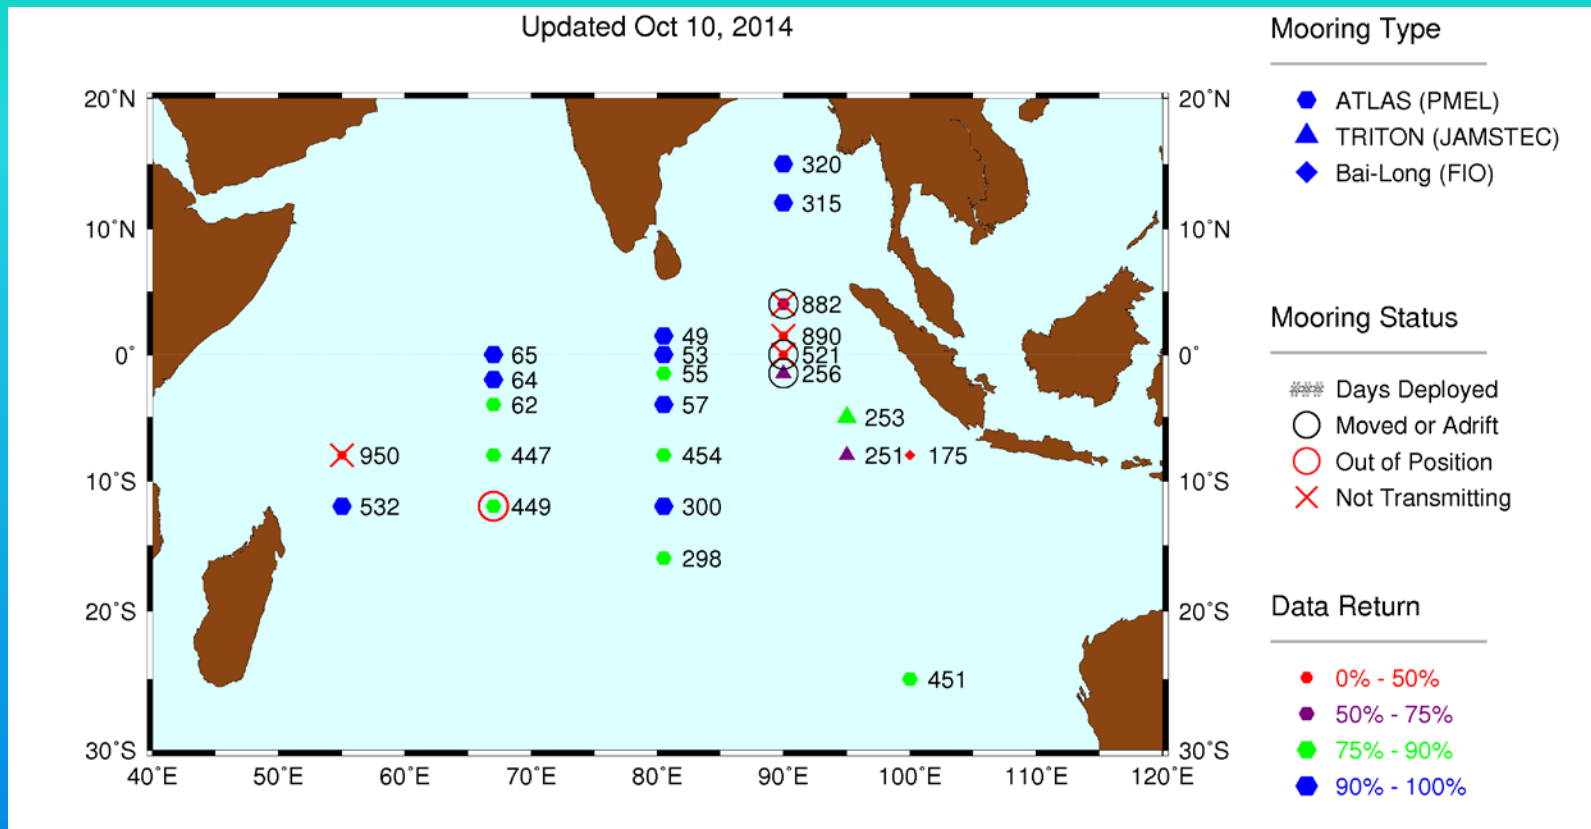 Updated Oct 10, 2014
Mooring Type
ATLAS (PMEL)
TRITON (JAMSTEC)
Bai-Long (FIO)
20°N
20°N
320
315
10°N
10°N
882
49
890
0°
65
53
521
0°
64
55
256
62
57
253
950
447
454
251
175
10°S
10°S
532
449
300
298
20°S
20°S
451
30°S
30°S
40°E
50°E
60°E
70°E
80°E
90°E
100°E
110°E
120°E
Mooring Status
### Days Deployed
Moved or Adrift
Out of Position
Not Transmitting
Data Return
0% - 50%
50% - 75%
75% - 90%
90% - 100%